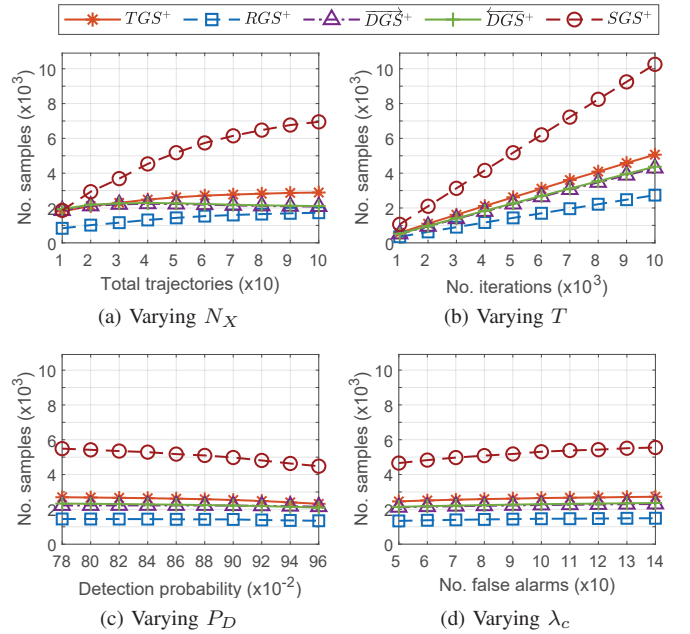 TGS⁺ RGS⁺ D͞GS⃗⁺ D͞GS⃖⁺ SGS⁺
No. samples (x10³)
10
8
6
4
2
0
1 2 3 4 5 6 7 8 9 10
Total trajectories (x10)
(a) Varying N_X
No. samples (x10³)
10
8
6
4
2
0
1 2 3 4 5 6 7 8 9 10
No. iterations (x10³)
(b) Varying T
No. samples (x10³)
10
8
6
4
2
0
78 80 82 84 86 88 90 92 94 96
Detection probability (x10⁻²)
(c) Varying P_D
No. samples (x10³)
10
8
6
4
2
0
5 6 7 8 9 10 11 12 13 14
No. false alarms (x10)
(d) Varying λ_c